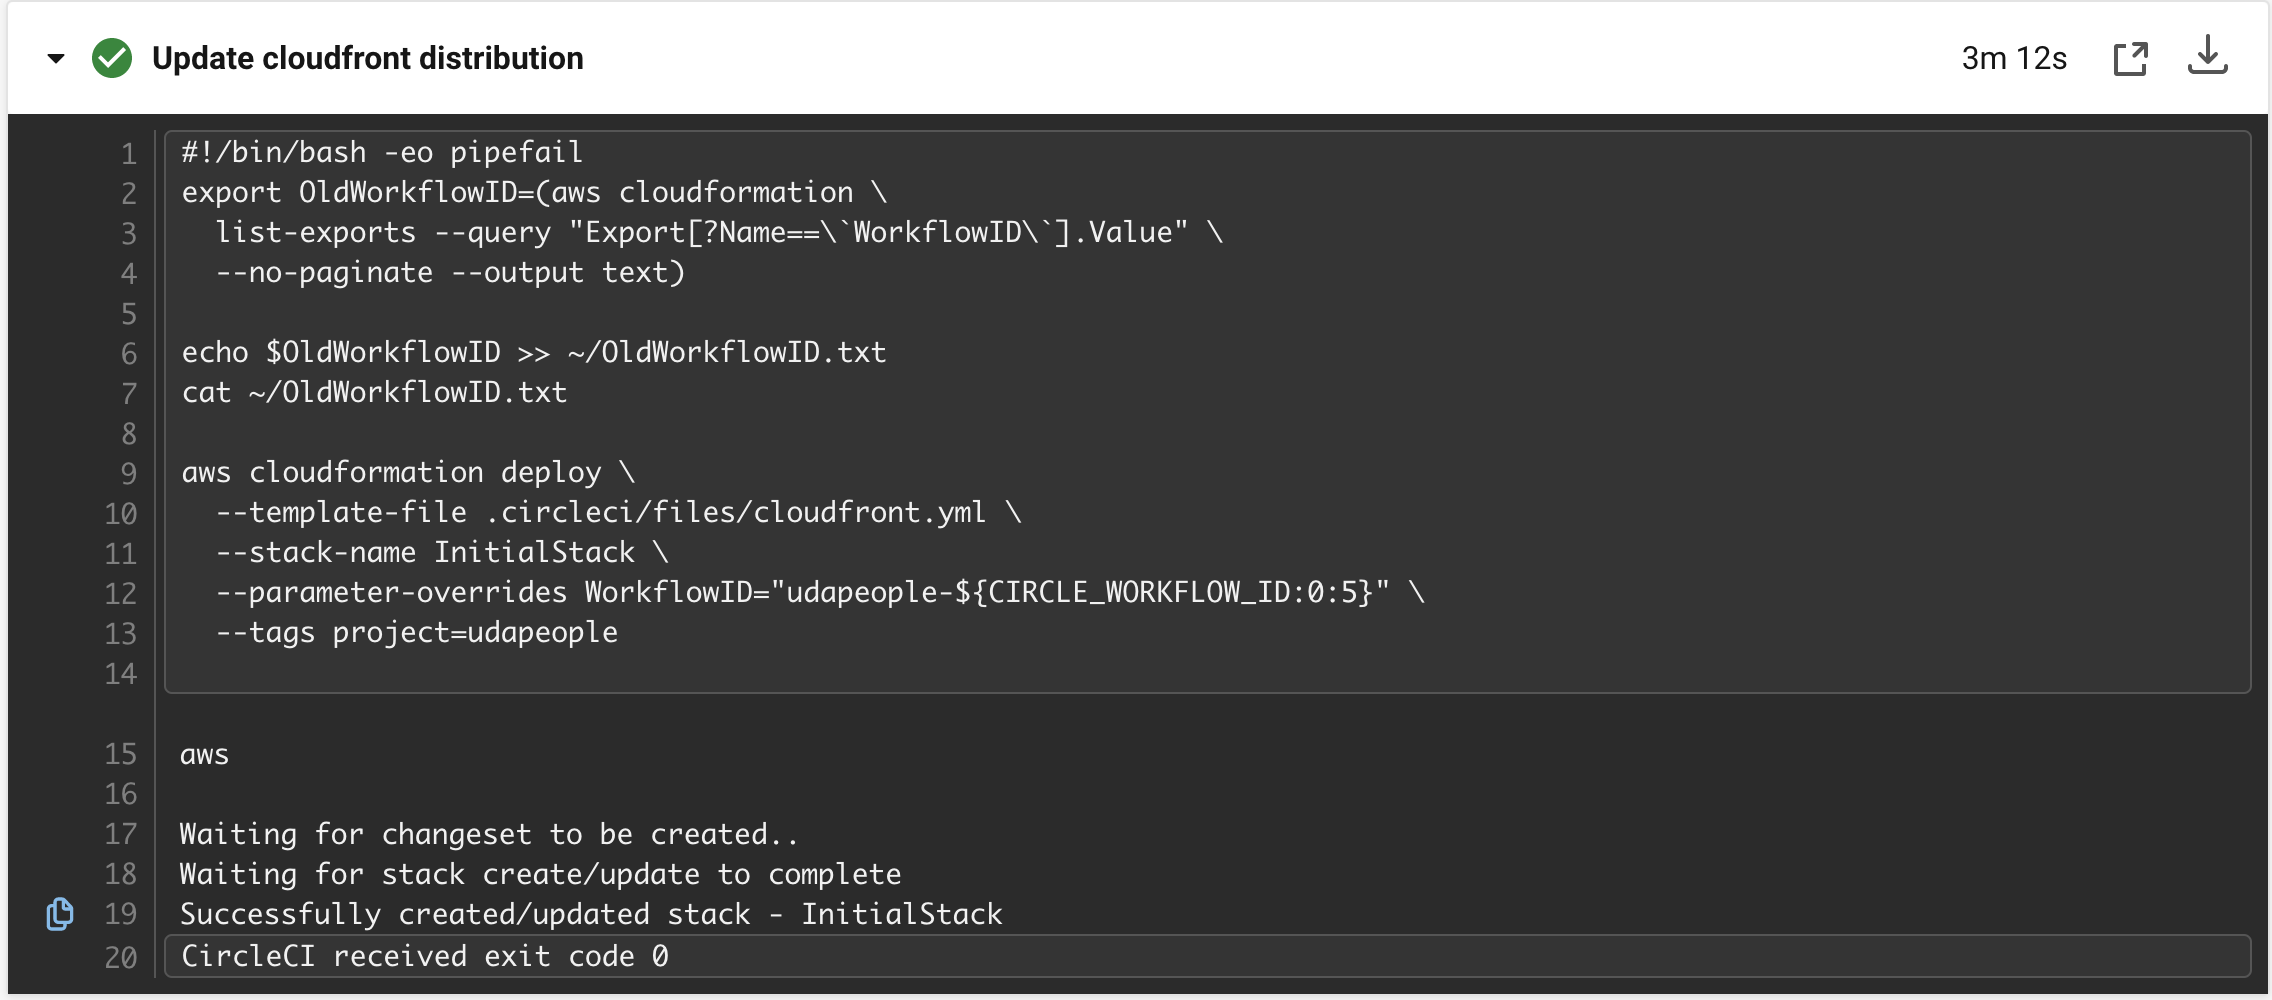 Update cloudfront distribution
3m 12s
1 #!/bin/bash -eo pipefail
2 export OldWorkflowID=(aws cloudformation \
3   list-exports --query "Export[?Name==\`WorkflowID\`].Value" \
4   --no-paginate --output text)
5
6 echo $OldWorkflowID >> ~/OldWorkflowID.txt
7 cat ~/OldWorkflowID.txt
8
9 aws cloudformation deploy \
10   --template-file .circleci/files/cloudfront.yml \
11   --stack-name InitialStack \
12   --parameter-overrides WorkflowID="udapeople-${CIRCLE_WORKFLOW_ID:0:5}" \
13   --tags project=udapeople
14
15 aws
16
17 Waiting for changeset to be created..
18 Waiting for stack create/update to complete
19 Successfully created/updated stack - InitialStack
20 CircleCI received exit code 0